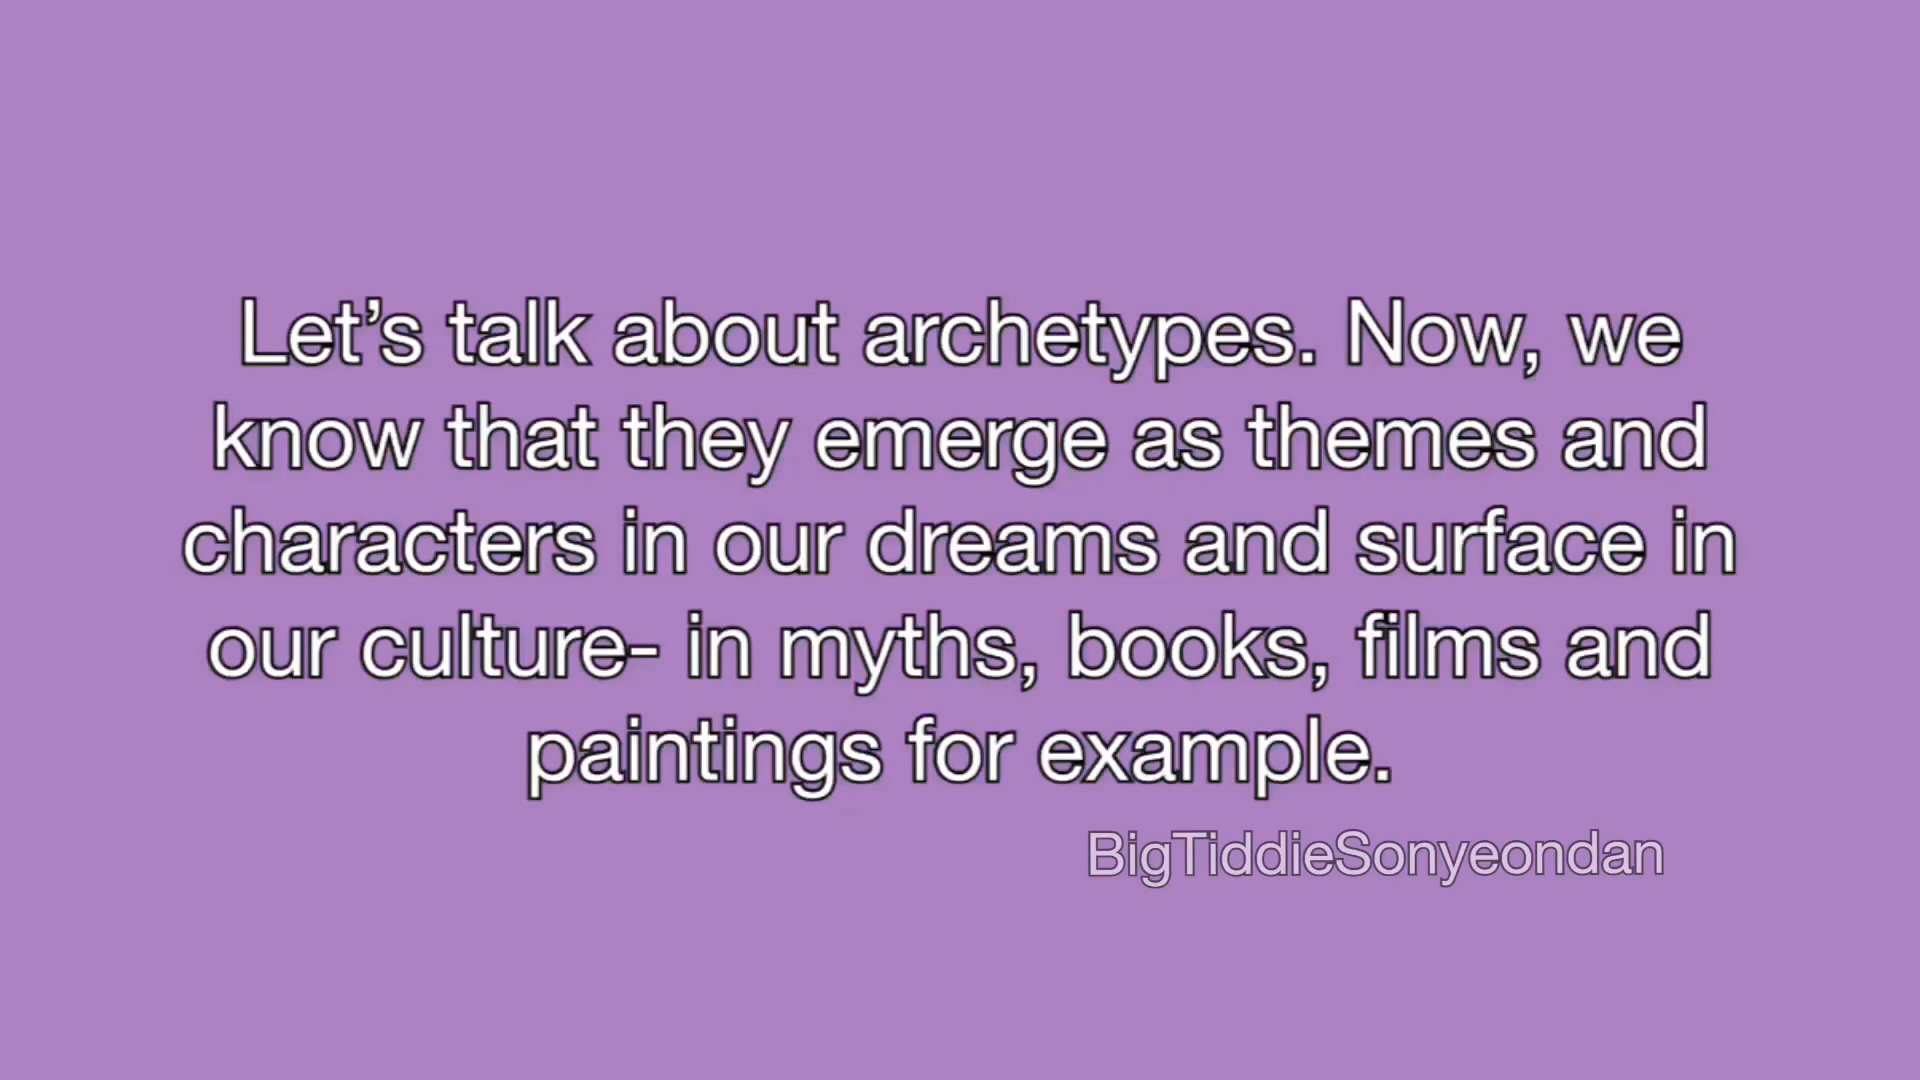 Let’s talk about archetypes. Now, we
know that they emerge as themes and
characters in our dreams and surface in
our culture- in myths, books, films and
paintings for example.
BigTiddieSonyeondan